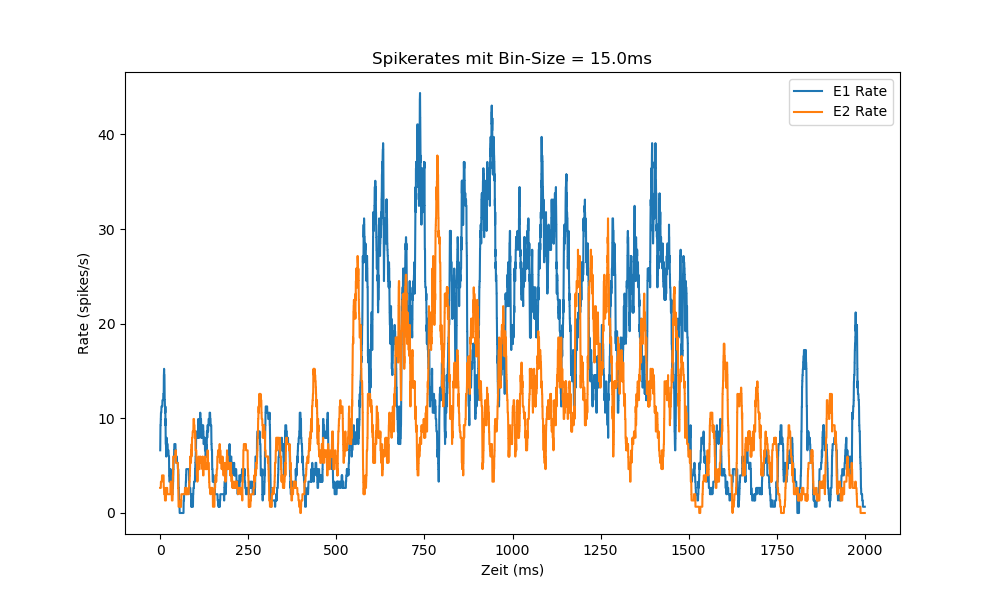 Spikerates mit Bin-Size = 15.0ms
E1 Rate
E2 Rate
40
30
20
10
0
Rate (spikes/s)
0 250 500 750 1000 1250 1500 1750 2000
Zeit (ms)